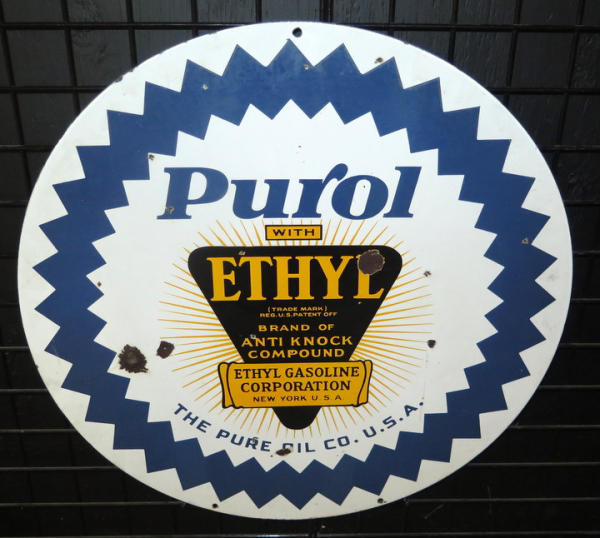 Purol
WITH
ETHYL
(TRADE MARK)
REG. U.S. PATENT OFF
BRAND OF
ANTI KNOCK
COMPOUND
ETHYL GASOLINE
CORPORATION
NEW YORK U.S.A
THE PURE OIL CO. U.S.A.